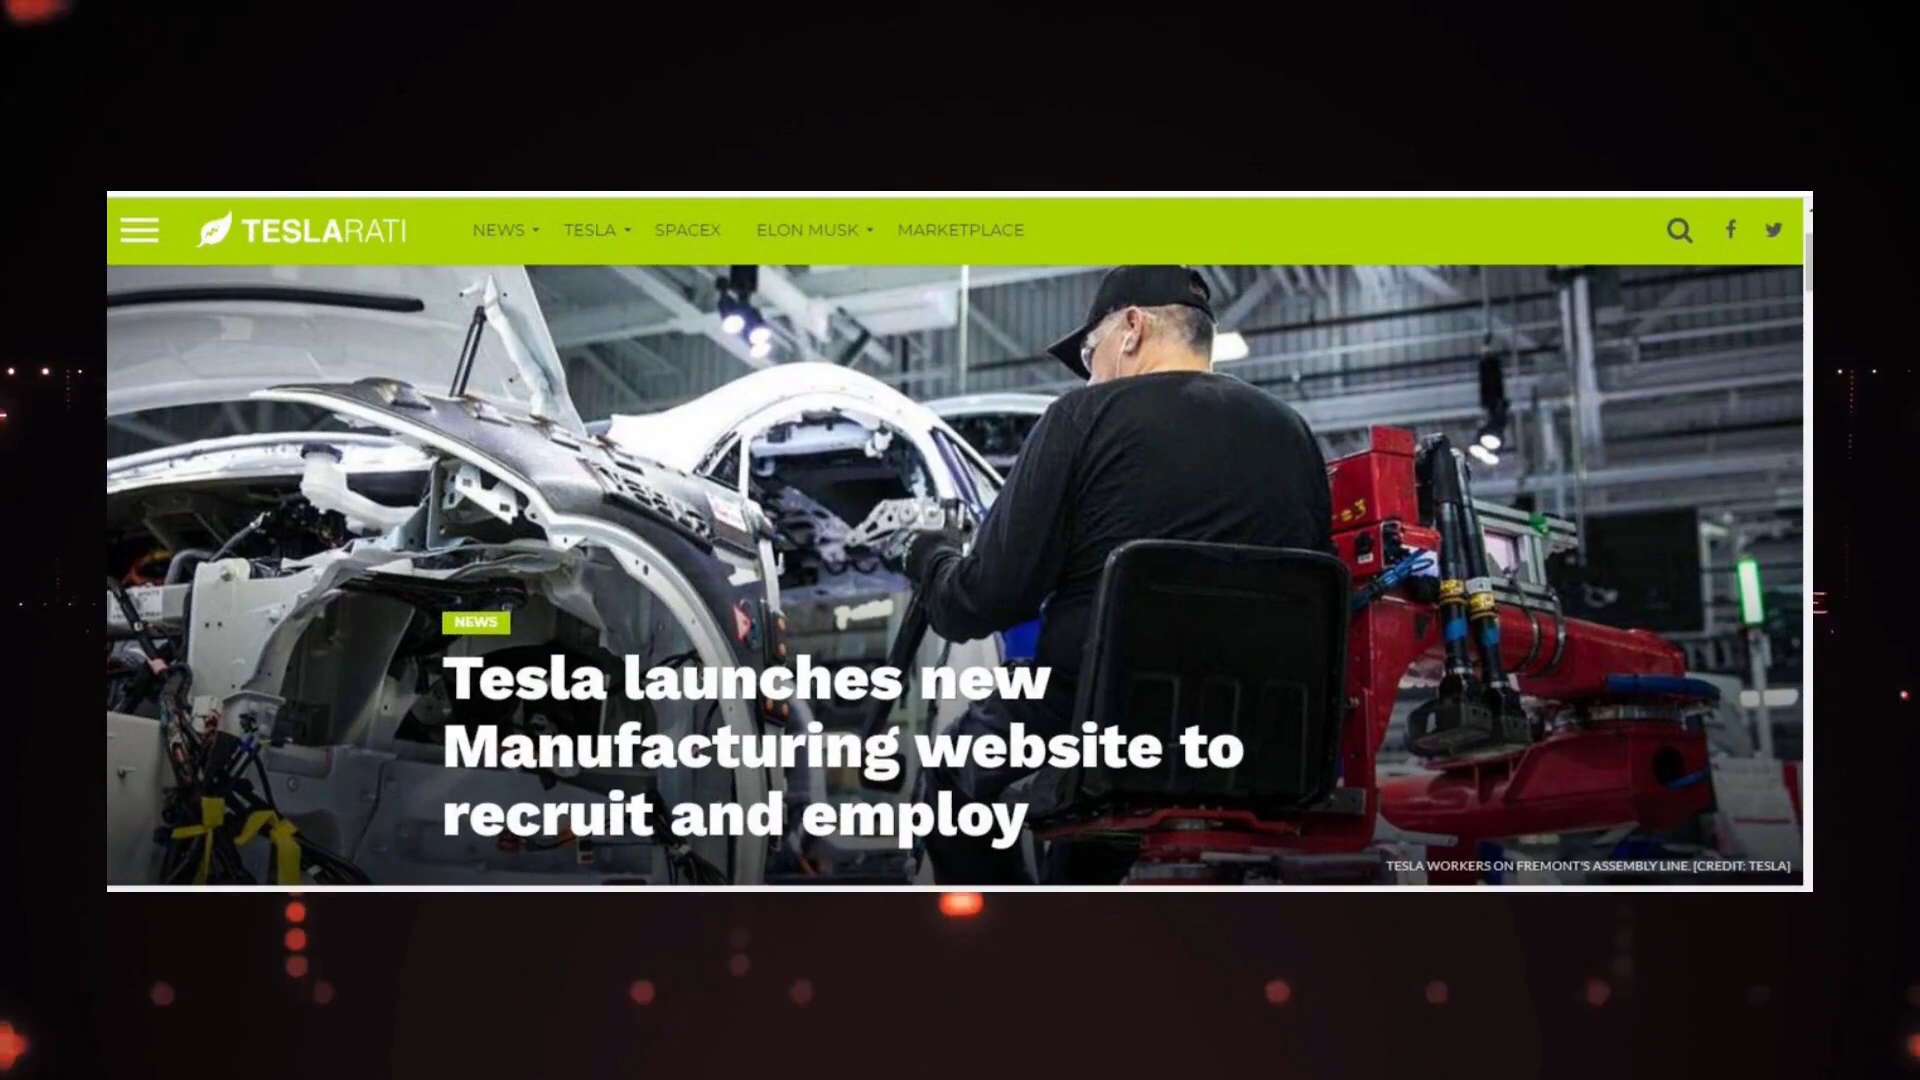 TESLARATI
NEWS
TESLA
SPACEX
ELON MUSK
MARKETPLACE
NEWS
Tesla launches new
Manufacturing website to
recruit and employ
TESLA WORKERS ON FREMONT'S ASSEMBLY LINE. [CREDIT: TESLA]